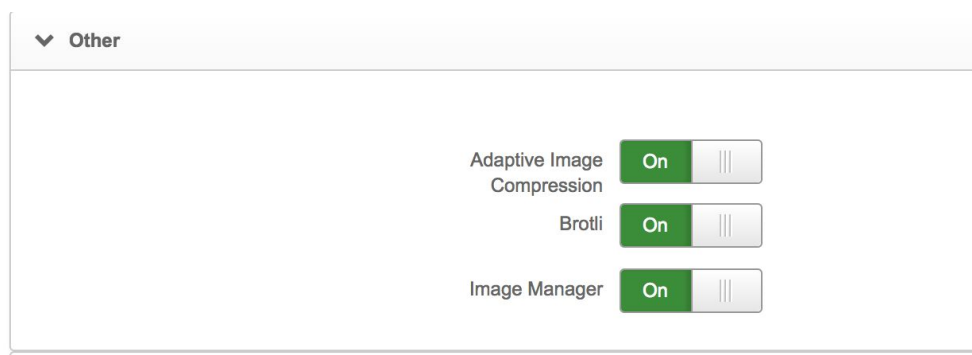 Other
Adaptive Image
Compression
On
Brotli
On
Image Manager
On